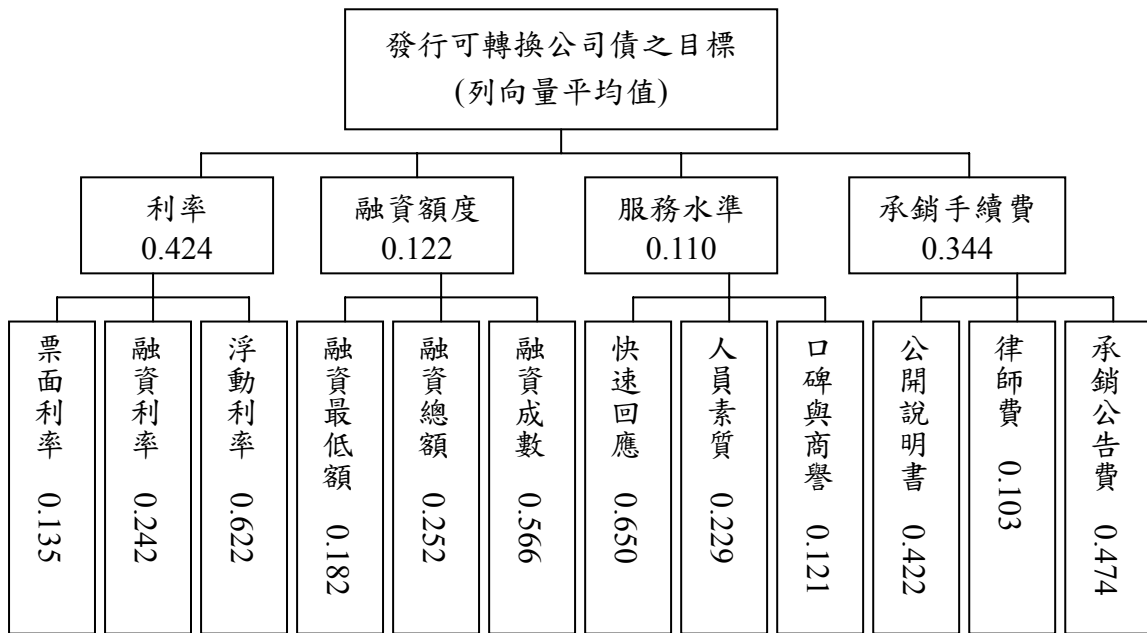 發行可轉換公司債之目標
(列向量平均值)
利率
0.424
融資額度
0.122
服務水準
0.110
承銷手續費
0.344
票面利率 0.135
融資利率 0.242
浮動利率 0.622
融資最低額 0.182
融資總額 0.252
融資成數 0.566
快速回應 0.650
人員素質 0.229
口碑與商譽 0.121
公開說明書 0.422
律師費 0.103
承銷公告費 0.474